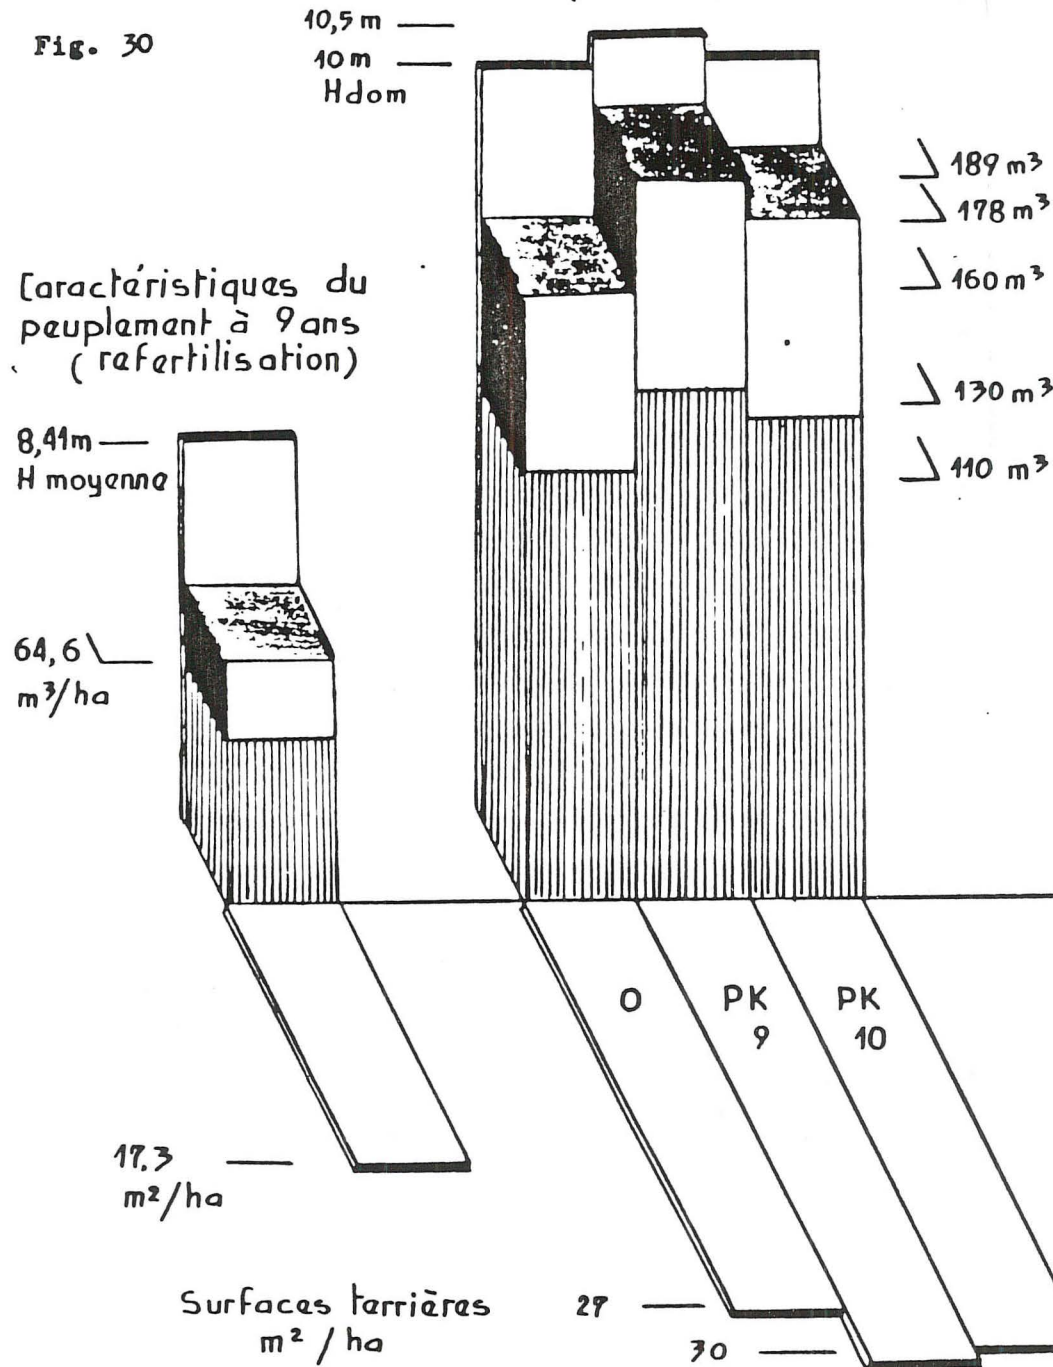 Fig. 30
10,5 m
10 m
Hdom
189 m³
178 m³
160 m³
130 m³
110 m³
Caractéristiques du
peuplement à 9 ans
(refertilisation)
8,41m
H moyenne
64,6
m³/ha
O
PK
9
PK
10
17.3
m²/ha
Surfaces terrières
m² / ha
27
30